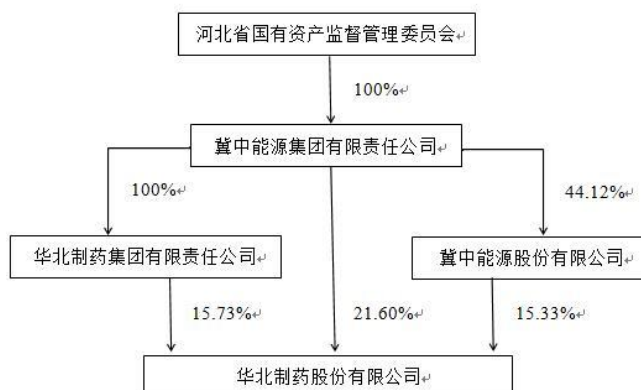 河北省国有资产监督管理委员会
100%
冀中能源集团有限责任公司
100%
44.12%
华北制药集团有限责任公司
冀中能源股份有限公司
15.73%
21.60%
15.33%
华北制药股份有限公司